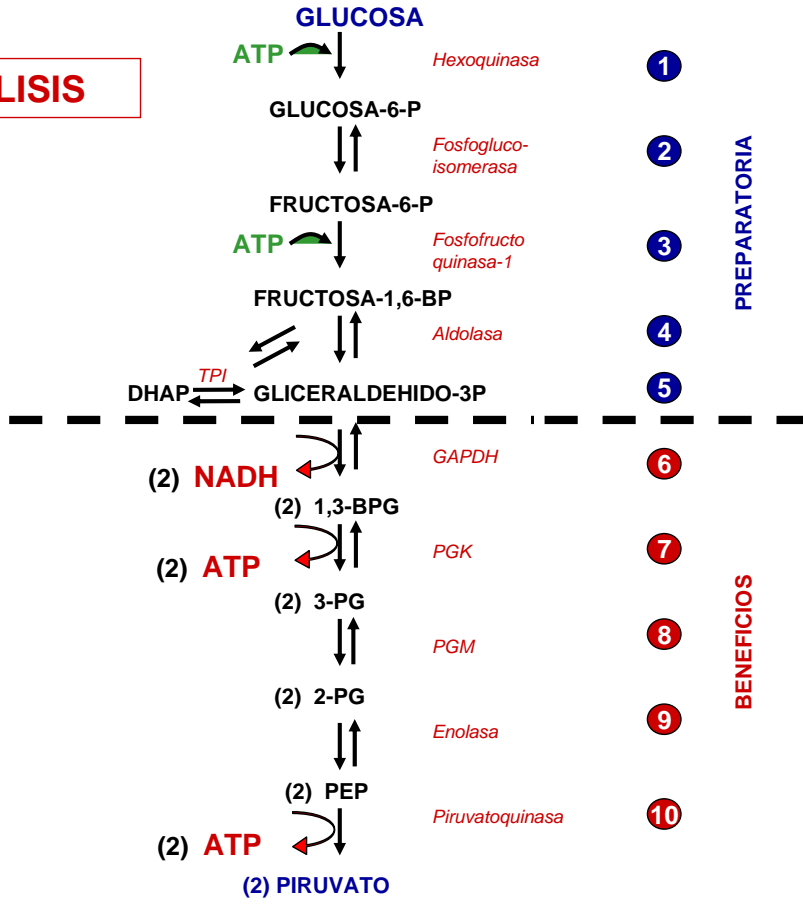 GLUCOSA
ATP
Hexoquinasa
1
LISIS
GLUCOSA-6-P
Fosfogluco-
isomerasa
2
FRUCTOSA-6-P
ATP
Fosfofructo
quinasa-1
3
PREPARATORIA
FRUCTOSA-1,6-BP
Aldolasa
4
TPI
DHAP
GLICERALDEHIDO-3P
5
(2) NADH
GAPDH
6
(2) 1,3-BPG
(2) ATP
PGK
7
(2) 3-PG
PGM
8
BENEFICIOS
(2) 2-PG
Enolasa
9
(2) PEP
Piruvatoquinasa
10
(2) ATP
(2) PIRUVATO